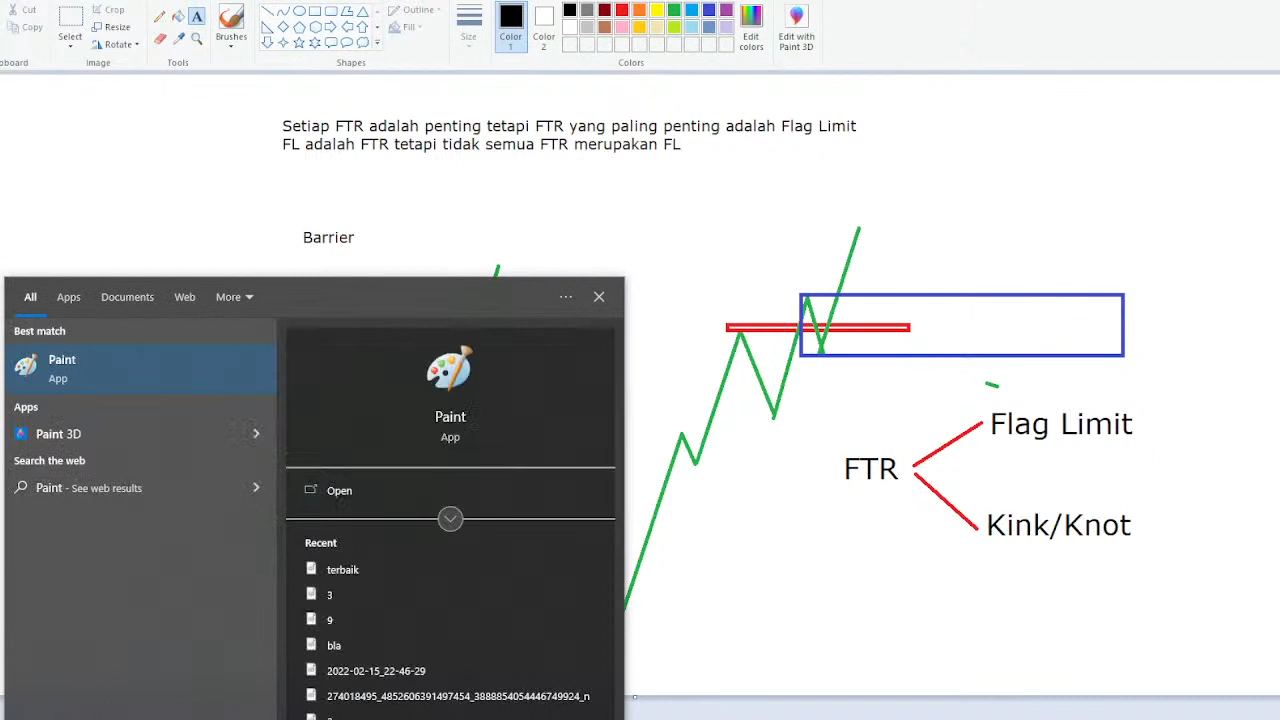 Cut
Copy
oboard
Select
Crop
Resize
Rotate
Image
Tools
Brushes
Shapes
Outline
Fill
Size
Color
1
Color
2
Colors
Edit
colors
Edit with
Paint 3D
Setiap FTR adalah penting tetapi FTR yang paling penting adalah Flag Limit
FL adalah FTR tetapi tidak semua FTR merupakan FL
Barrier
All Apps Documents Web More
Best match
Paint
App
Apps
Paint 3D
Search the web
Paint - See web results
Paint
App
Open
Recent
terbaik
3
9
bla
2022-02-15_22-46-29
274018495_4852606391497454_3888854054446749924_n
Flag Limit
FTR
Kink/Knot